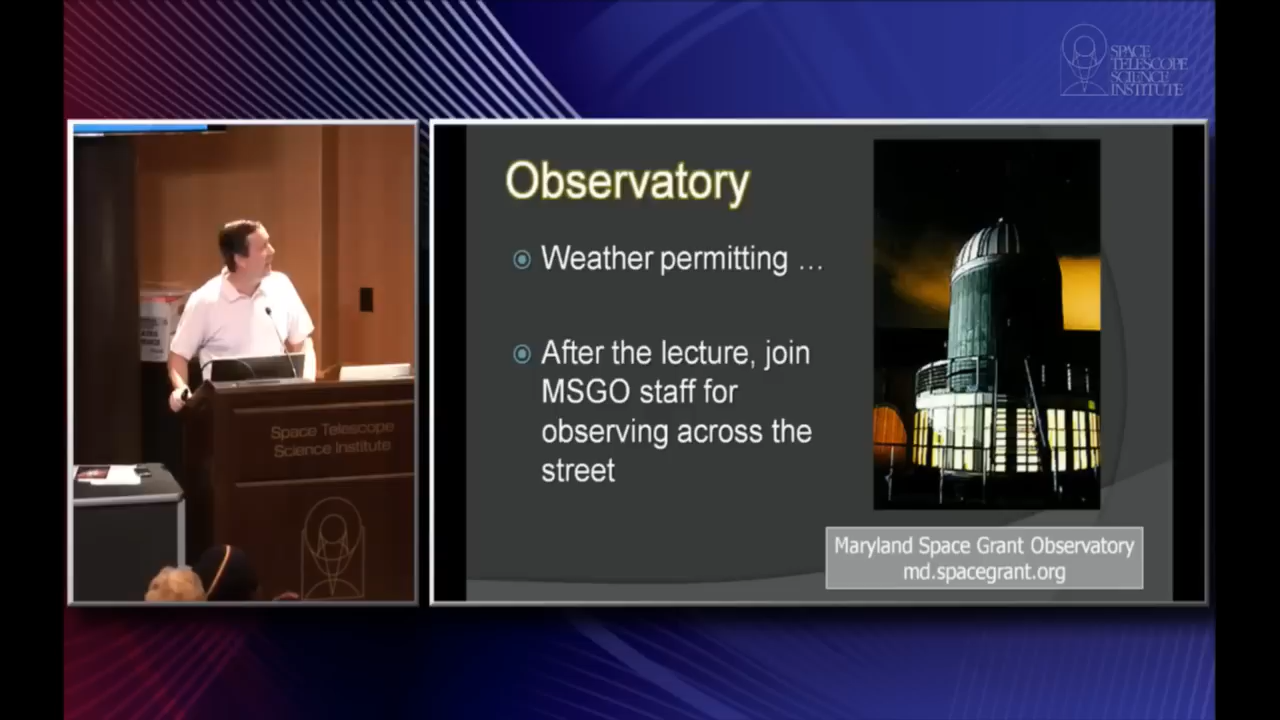 SPACE
TELESCOPE
SCIENCE
INSTITUTE
Space Telescope
Science Institute
Observatory
Weather permitting …
After the lecture, join
MSGO staff for
observing across the
street
Maryland Space Grant Observatory
md.spacegrant.org